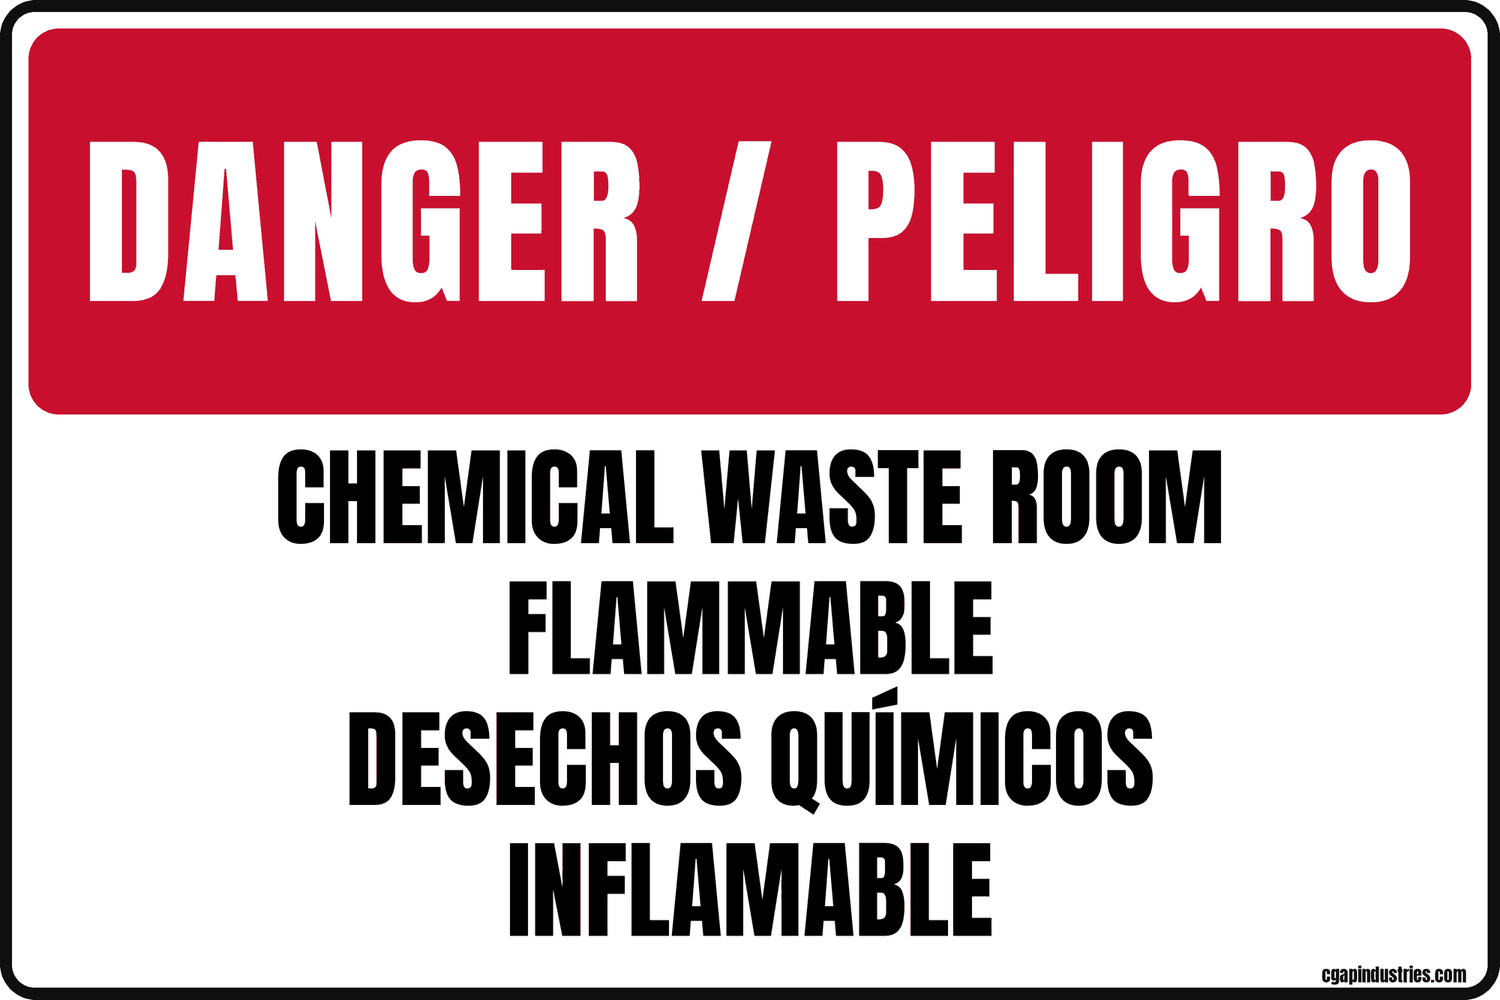 DANGER / PELIGRO
CHEMICAL WASTE ROOM
FLAMMABLE
DESECHOS QUÍMICOS
INFLAMABLE
cgapindustries.com